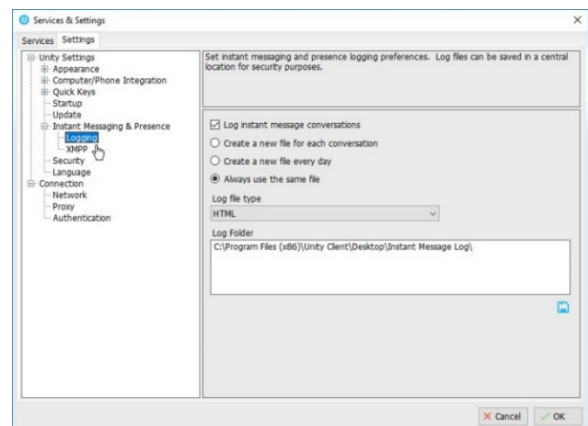 Services & Settings
Services Settings
Unity Settings
Appearance
Computer/Phone Integration
Quick Keys
Startup
Update
Instant Messaging & Presence
Logging
XMPP
Security
Language
Connection
Network
Proxy
Authentication
Set instant messaging and presence logging preferences. Log files can be saved in a central
location for security purposes.
Log instant message conversations
Create a new file for each conversation
Create a new file every day
Always use the same file
Log file type
HTML
Log Folder
C:\Program Files (x86)\Unity Client\Desktop\Instant Message Log\
Cancel OK